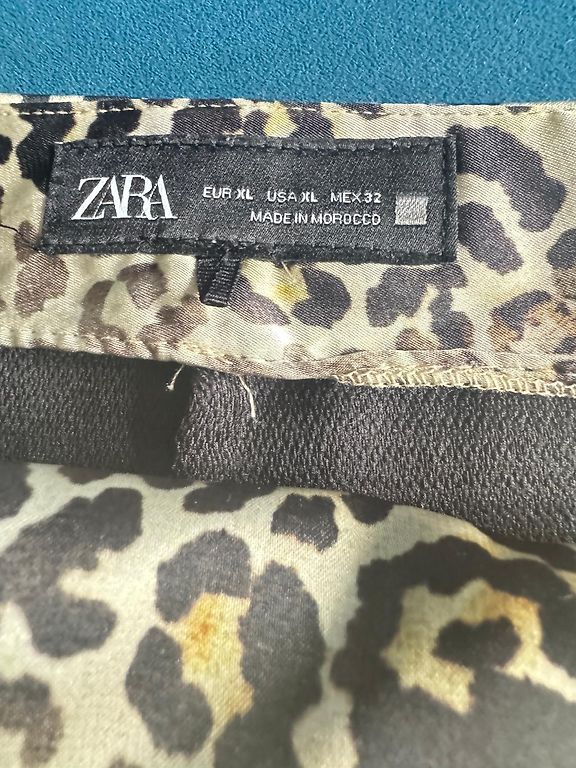 ZARA
EUR XL USA XL MEX 32
MADE IN MOROCCO